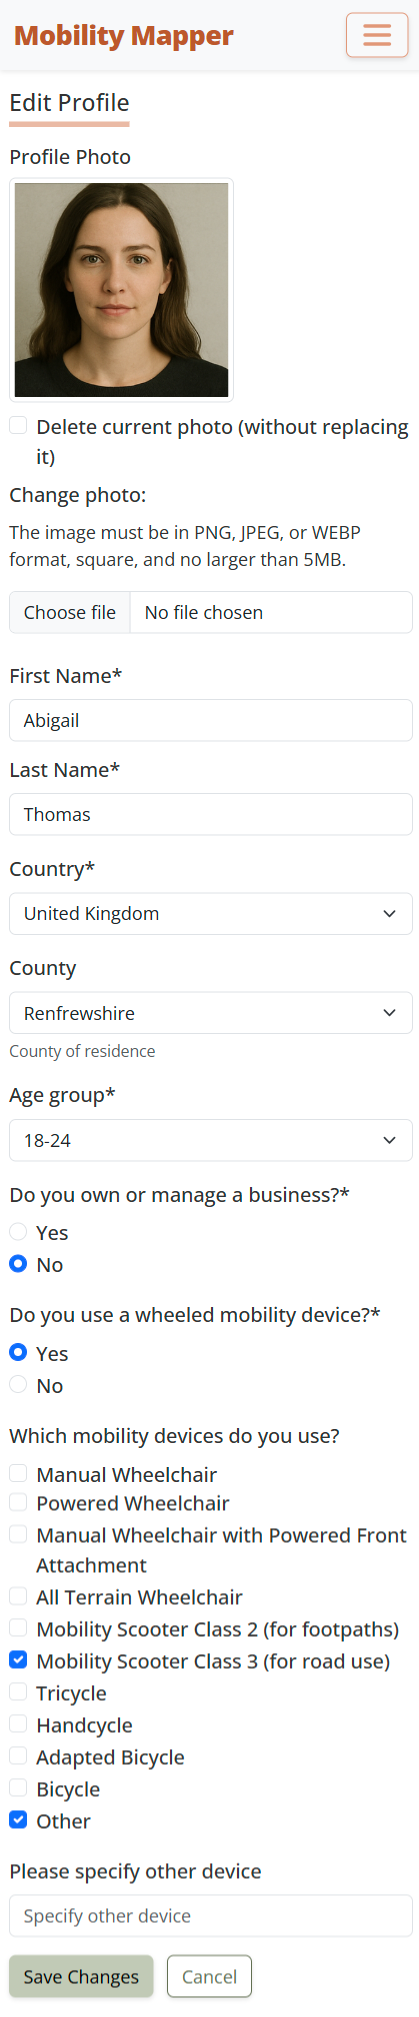 Mobility Mapper
Edit Profile
Profile Photo
Delete current photo (without replacing
it)
Change photo:
The image must be in PNG, JPEG, or WEBP
format, square, and no larger than 5MB.
Choose file No file chosen
First Name*
Abigail
Last Name*
Thomas
Country*
United Kingdom
County
Renfrewshire
County of residence
Age group*
18-24
Do you own or manage a business?*
Yes
No
Do you use a wheeled mobility device?*
Yes
No
Which mobility devices do you use?
Manual Wheelchair
Powered Wheelchair
Manual Wheelchair with Powered Front
Attachment
All Terrain Wheelchair
Mobility Scooter Class 2 (for footpaths)
Mobility Scooter Class 3 (for road use)
Tricycle
Handcycle
Adapted Bicycle
Bicycle
Other
Please specify other device
Specify other device
Save Changes Cancel